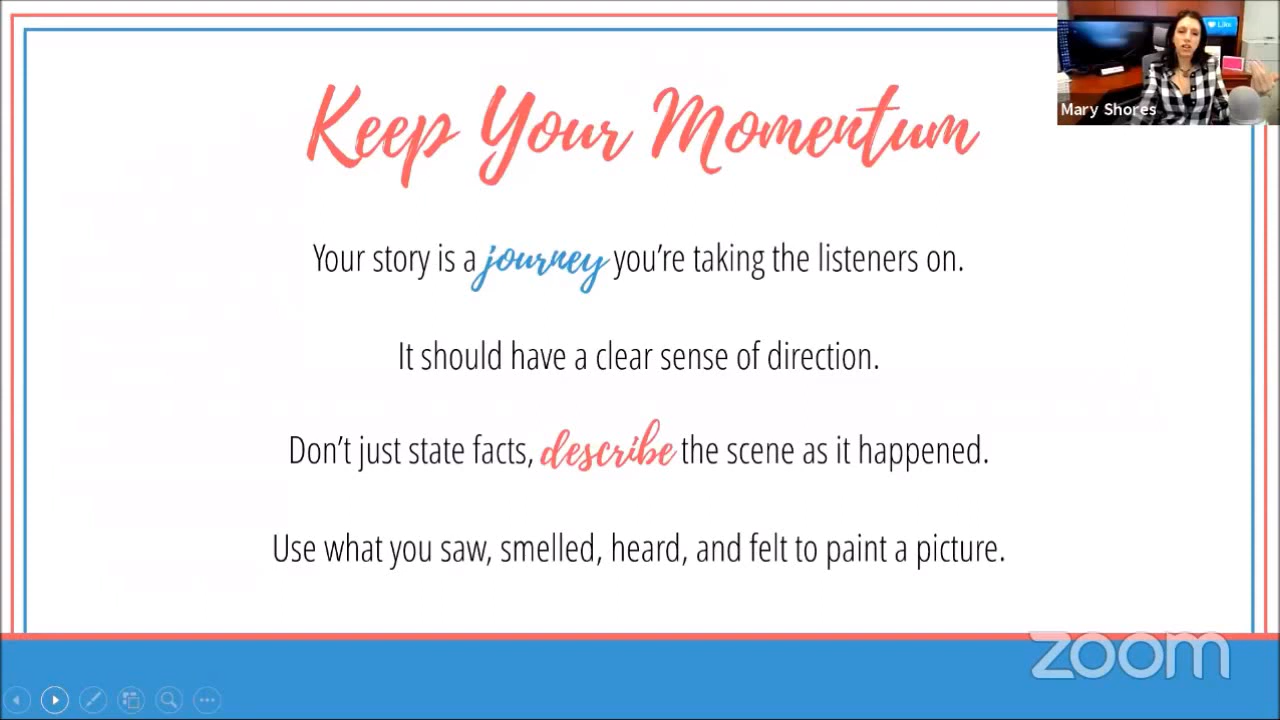 Keep Your Momentum
Like
Mary Shores
Your story is a journey you're taking the listeners on.
It should have a clear sense of direction.
Don't just state facts, describe the scene as it happened.
Use what you saw, smelled, heard, and felt to paint a picture.
zoom